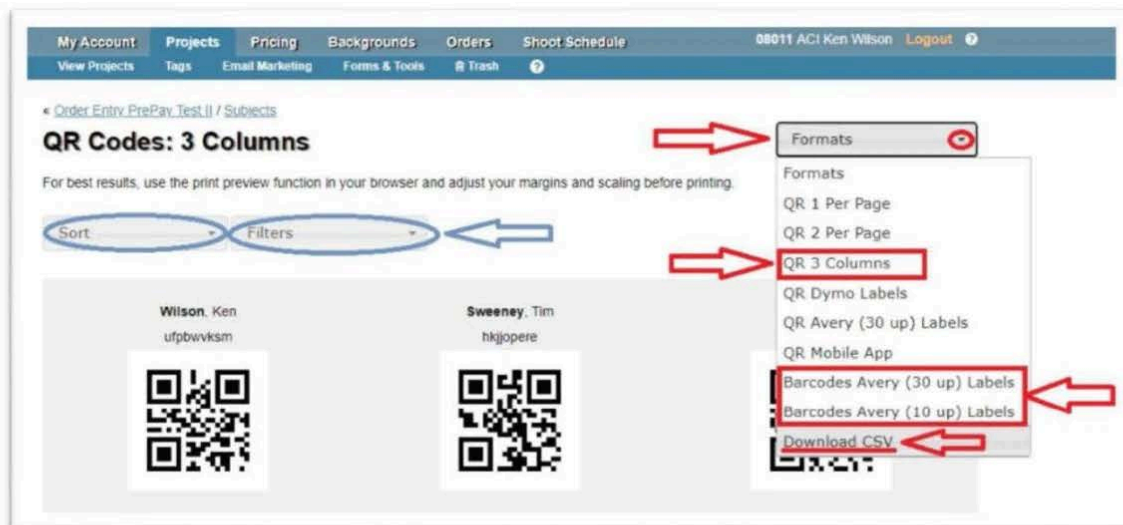 My Account Projects Pricing Backgrounds Orders Shoot Schedule 08011 ACI Ken Wilson Logout ?
View Projects Tags Email Marketing Forms & Tools Trash ?
« Order Entry PrePay Test II / Subjects
QR Codes: 3 Columns
For best results, use the print preview function in your browser and adjust your margins and scaling before printing.
Sort Filters
Formats
Formats
QR 1 Per Page
QR 2 Per Page
QR 3 Columns
QR Dymo Labels
QR Avery (30 up) Labels
QR Mobile App
Barcodes Avery (30 up) Labels
Barcodes Avery (10 up) Labels
Download CSV
Wilson, Ken
ufpbwvksm
Sweeney, Tim
hkjjopere